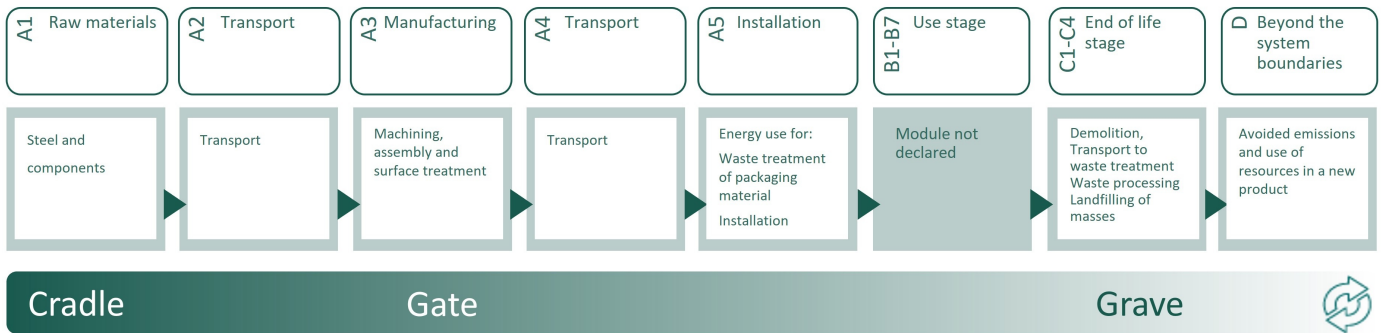 A1 Raw materials
A2 Transport
A3 Manufacturing
A4 Transport
A5 Installation
B1-B7 Use stage
C1-C4 End of life
stage
D Beyond the
system
boundaries
Steel and
components
Transport
Machining,
assembly and
surface treatment
Transport
Energy use for:
Waste treatment
of packaging
material
Installation
Module not
declared
Demolition,
Transport to
waste treatment
Waste processing
Landfilling of
masses
Avoided emissions
and use of
resources in a new
product
Cradle
Gate
Grave